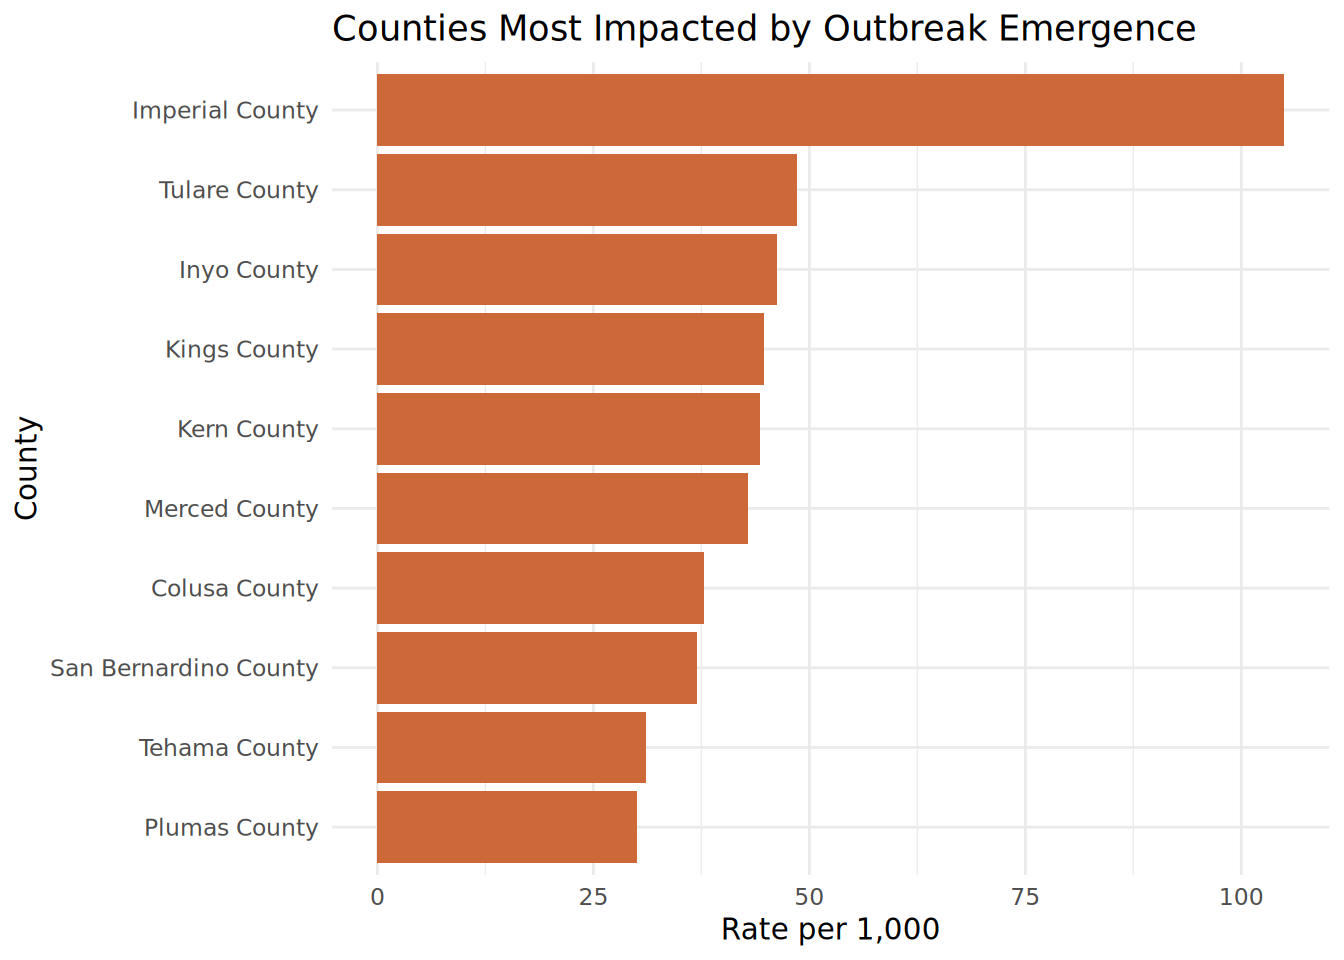 Counties Most Impacted by Outbreak Emergence
County
Imperial County
Tulare County
Inyo County
Kings County
Kern County
Merced County
Colusa County
San Bernardino County
Tehama County
Plumas County
0 25 50 75 100
Rate per 1,000